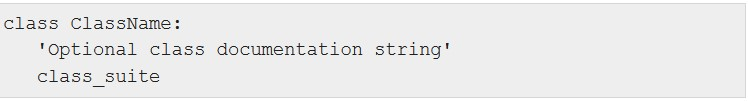 class ClassName:
   'Optional class documentation string'
   class_suite